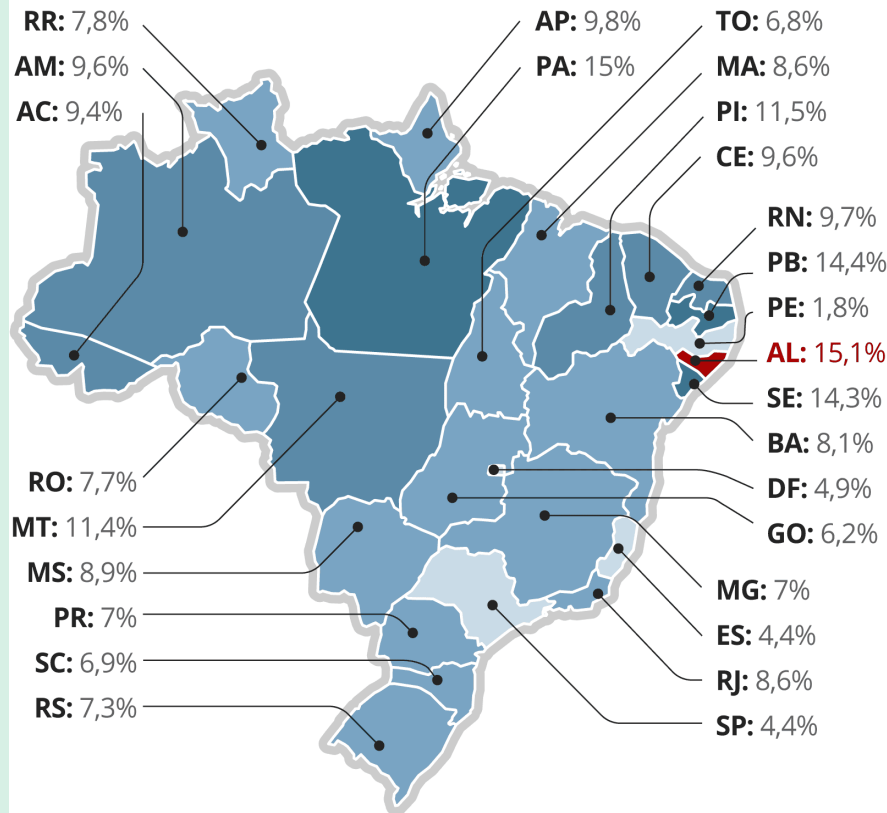 RR: 7,8%
AM: 9,6%
AC: 9,4%
AP: 9,8%
PA: 15%
TO: 6,8%
MA: 8,6%
PI: 11,5%
CE: 9,6%
RN: 9,7%
PB: 14,4%
PE: 1,8%
AL: 15,1%
SE: 14,3%
BA: 8,1%
DF: 4,9%
GO: 6,2%
MG: 7%
ES: 4,4%
RJ: 8,6%
SP: 4,4%
RO: 7,7%
MT: 11,4%
MS: 8,9%
PR: 7%
SC: 6,9%
RS: 7,3%